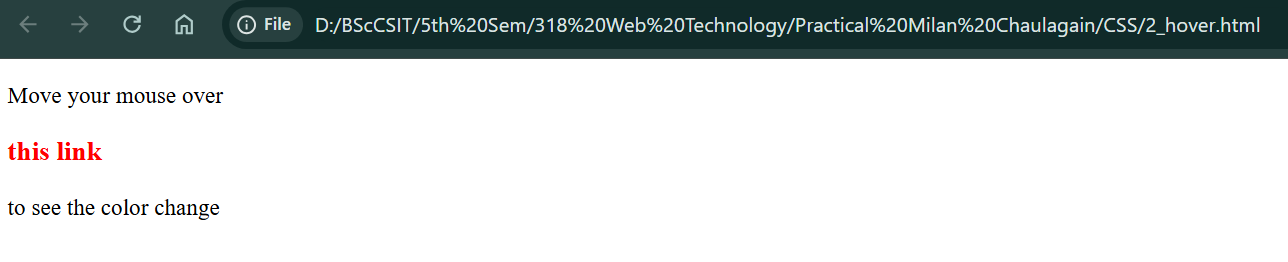 File D:/BScCSIT/5th%20Sem/318%20Web%20Technology/Practical%20Milan%20Chaulagain/CSS/2_hover.html
Move your mouse over
this link
to see the color change